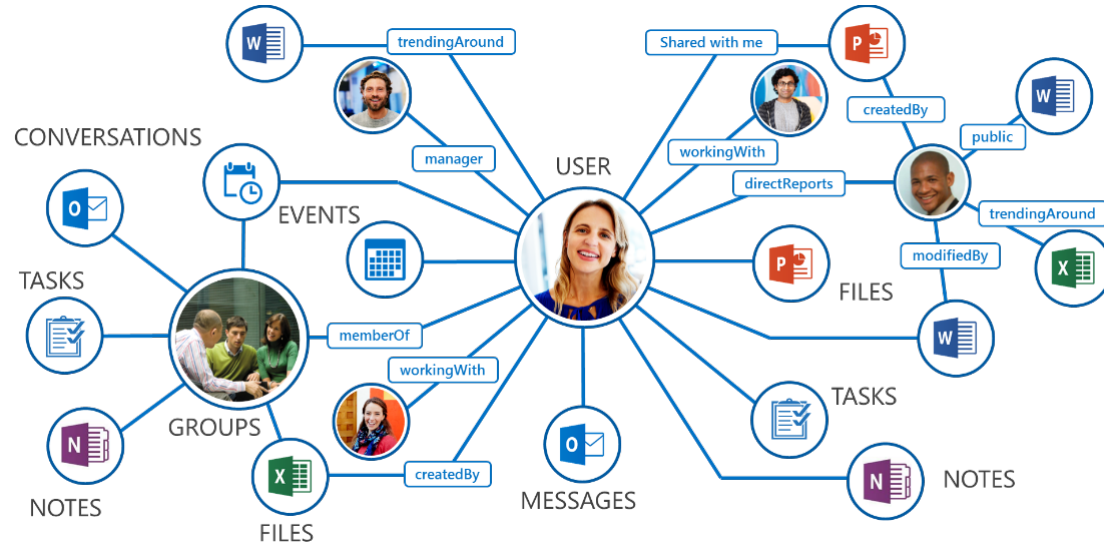 W
trendingAround
Shared with me
P
W
createdBy
public
CONVERSATIONS
manager
USER
workingWith
directReports
O
EVENTS
trendingAround
modifiedBy
X
TASKS
P
FILES
memberOf
W
workingWith
TASKS
GROUPS
N
O
X
createdBy
N
NOTES
MESSAGES
NOTES
FILES